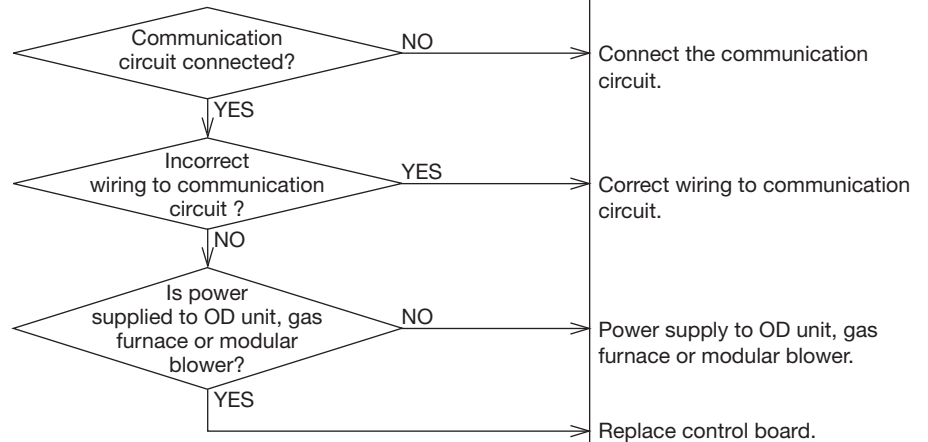 Communication
circuit connected?
NO
Connect the communication
circuit.
YES
Incorrect
wiring to communication
circuit ?
YES
Correct wiring to communication
circuit.
NO
Is power
supplied to OD unit, gas
furnace or modular
blower?
NO
Power supply to OD unit, gas
furnace or modular blower.
YES
Replace control board.